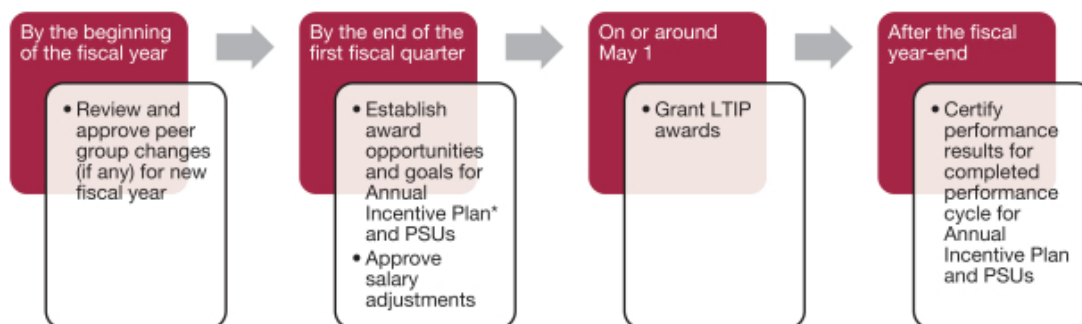 By the beginning
of the fiscal year
• Review and
approve peer
group changes
(if any) for new
fiscal year
By the end of the
first fiscal quarter
• Establish
award
opportunities
and goals for
Annual
Incentive Plan*
and PSUs
• Approve
salary
adjustments
On or around
May 1
• Grant LTIP
awards
After the fiscal
year-end
• Certify
performance
results for
completed
performance
cycle for
Annual
Incentive Plan
and PSUs